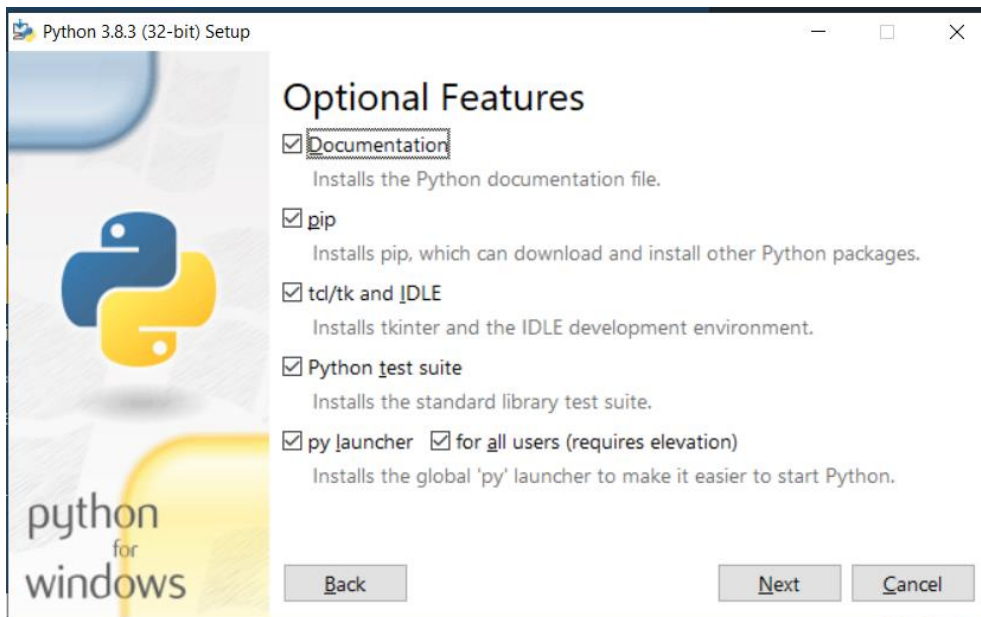 Python 3.8.3 (32-bit) Setup
Optional Features
Documentation
Installs the Python documentation file.
pip
Installs pip, which can download and install other Python packages.
tcl/tk and IDLE
Installs tkinter and the IDLE development environment.
Python test suite
Installs the standard library test suite.
py launcher for all users (requires elevation)
Installs the global 'py' launcher to make it easier to start Python.
python
for
windows
Back Next Cancel